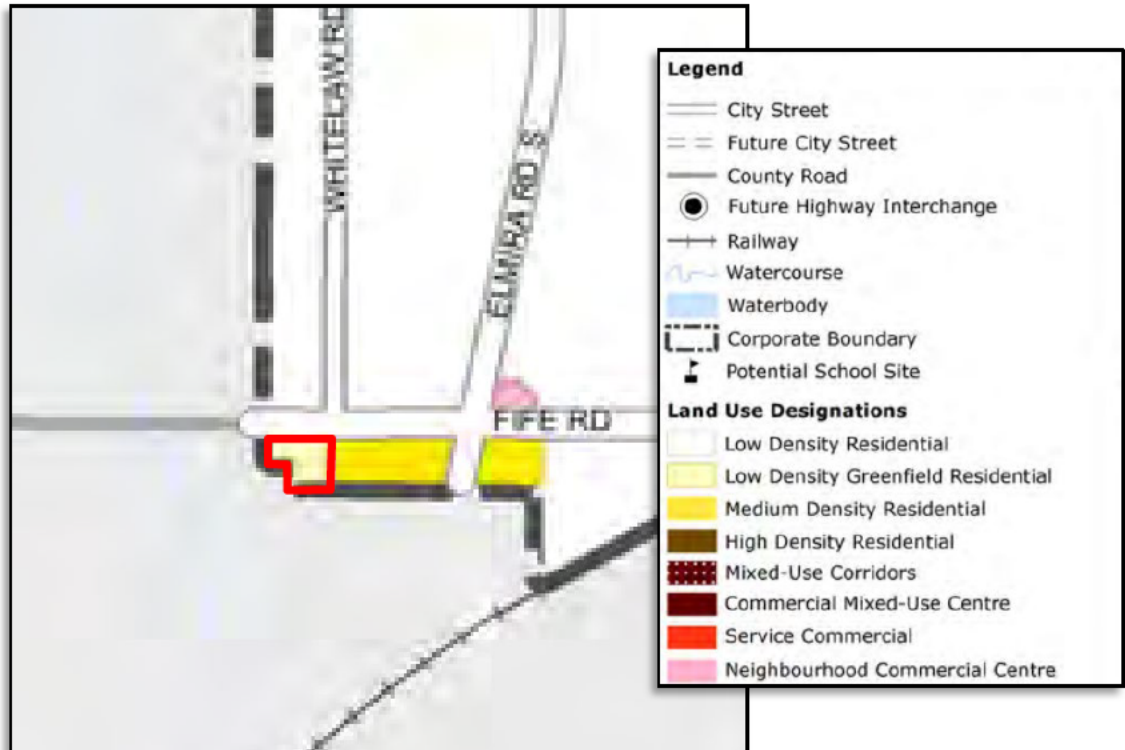 WHITELAW RD
ELMIRA RD S
FIFE RD
Legend
City Street
Future City Street
County Road
Future Highway Interchange
Railway
Watercourse
Waterbody
Corporate Boundary
Potential School Site
Land Use Designations
Low Density Residential
Low Density Greenfield Residential
Medium Density Residential
High Density Residential
Mixed-Use Corridors
Commercial Mixed-Use Centre
Service Commercial
Neighbourhood Commercial Centre